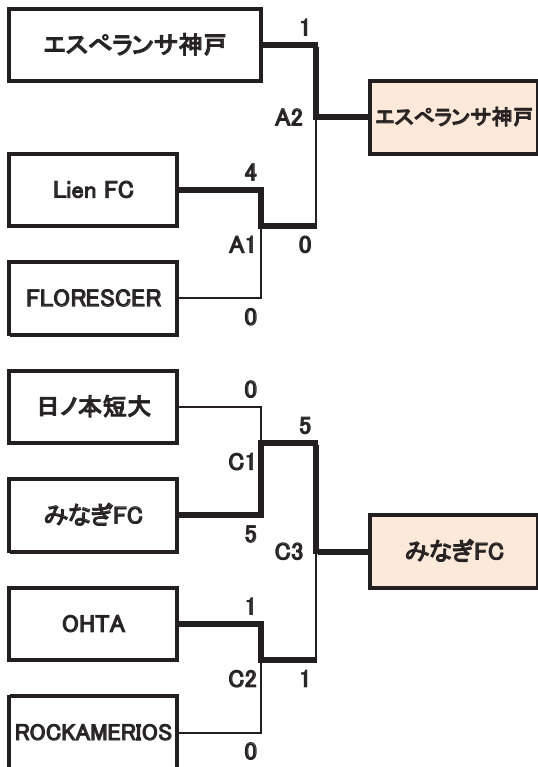 エスペランサ神戸
1
A2
エスペランサ神戸
Lien FC
4
A1
0
FLORESCER
0
日ノ本短大
0
5
C1
みなぎFC
5
C3
みなぎFC
OHTA
1
C2
1
ROCKAMERIOS
0